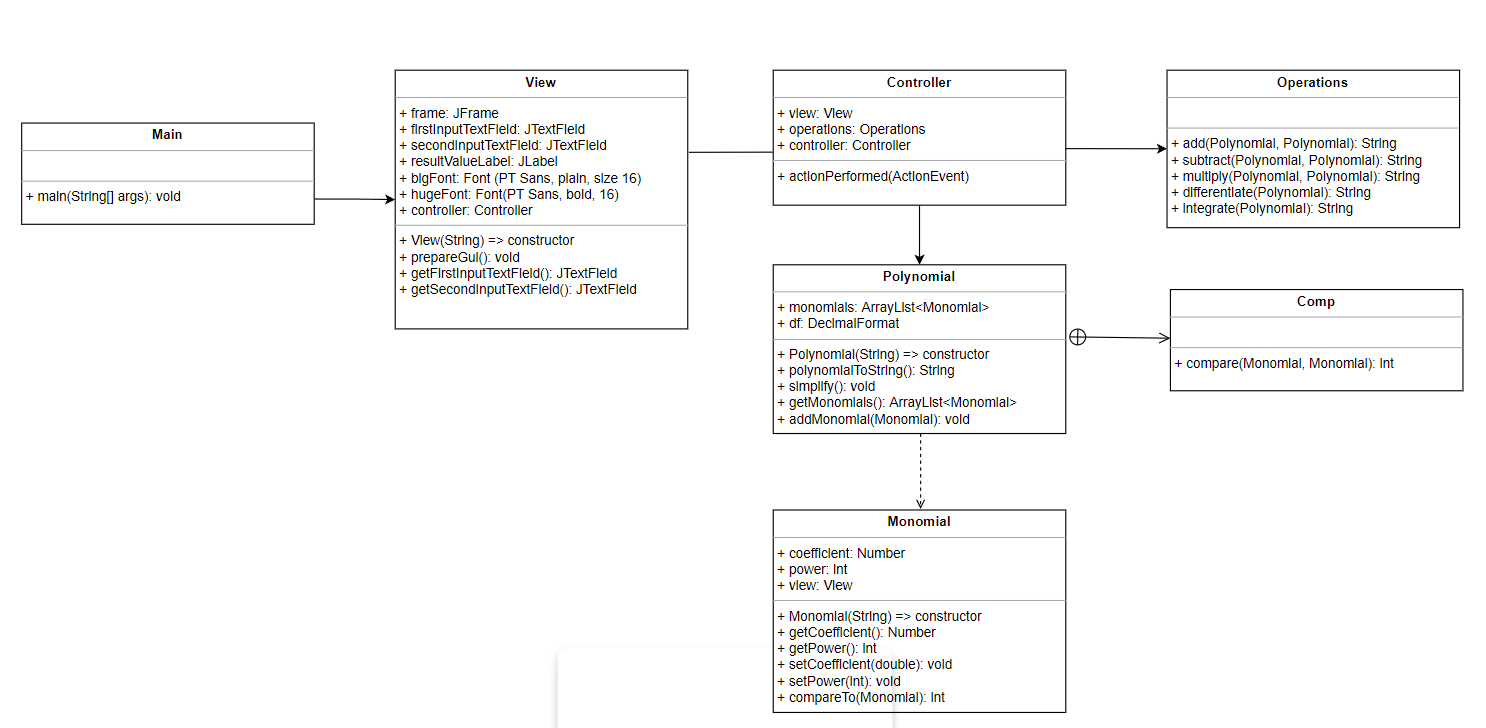 Main
+ main(String[] args): void
View
+ frame: JFrame
+ firstInputTextField: JTextField
+ secondInputTextField: JTextField
+ resultValueLabel: JLabel
+ bigFont: Font (PT Sans, plain, size 16)
+ hugeFont: Font(PT Sans, bold, 16)
+ controller: Controller
+ View(String) => constructor
+ prepareGui(): void
+ getFirstInputTextField(): JTextField
+ getSecondInputTextField(): JTextField
Controller
+ view: View
+ operations: Operations
+ controller: Controller
+ actionPerformed(ActionEvent)
Operations
+ add(Polynomial, Polynomial): String
+ subtract(Polynomial, Polynomial): String
+ multiply(Polynomial, Polynomial): String
+ differentiate(Polynomial): String
+ integrate(Polynomial): String
Polynomial
+ monomials: ArrayList<Monomial>
+ df: DecimalFormat
+ Polynomial(String) => constructor
+ polynomialToString(): String
+ simplify(): void
+ getMonomials(): ArrayList<Monomial>
+ addMonomial(Monomial): void
Comp
+ compare(Monomial, Monomial): int
Monomial
+ coefficient: Number
+ power: int
+ view: View
+ Monomial(String) => constructor
+ getCoefficient(): Number
+ getPower(): int
+ setCoefficient(double): void
+ setPower(int): void
+ compareTo(Monomial): int